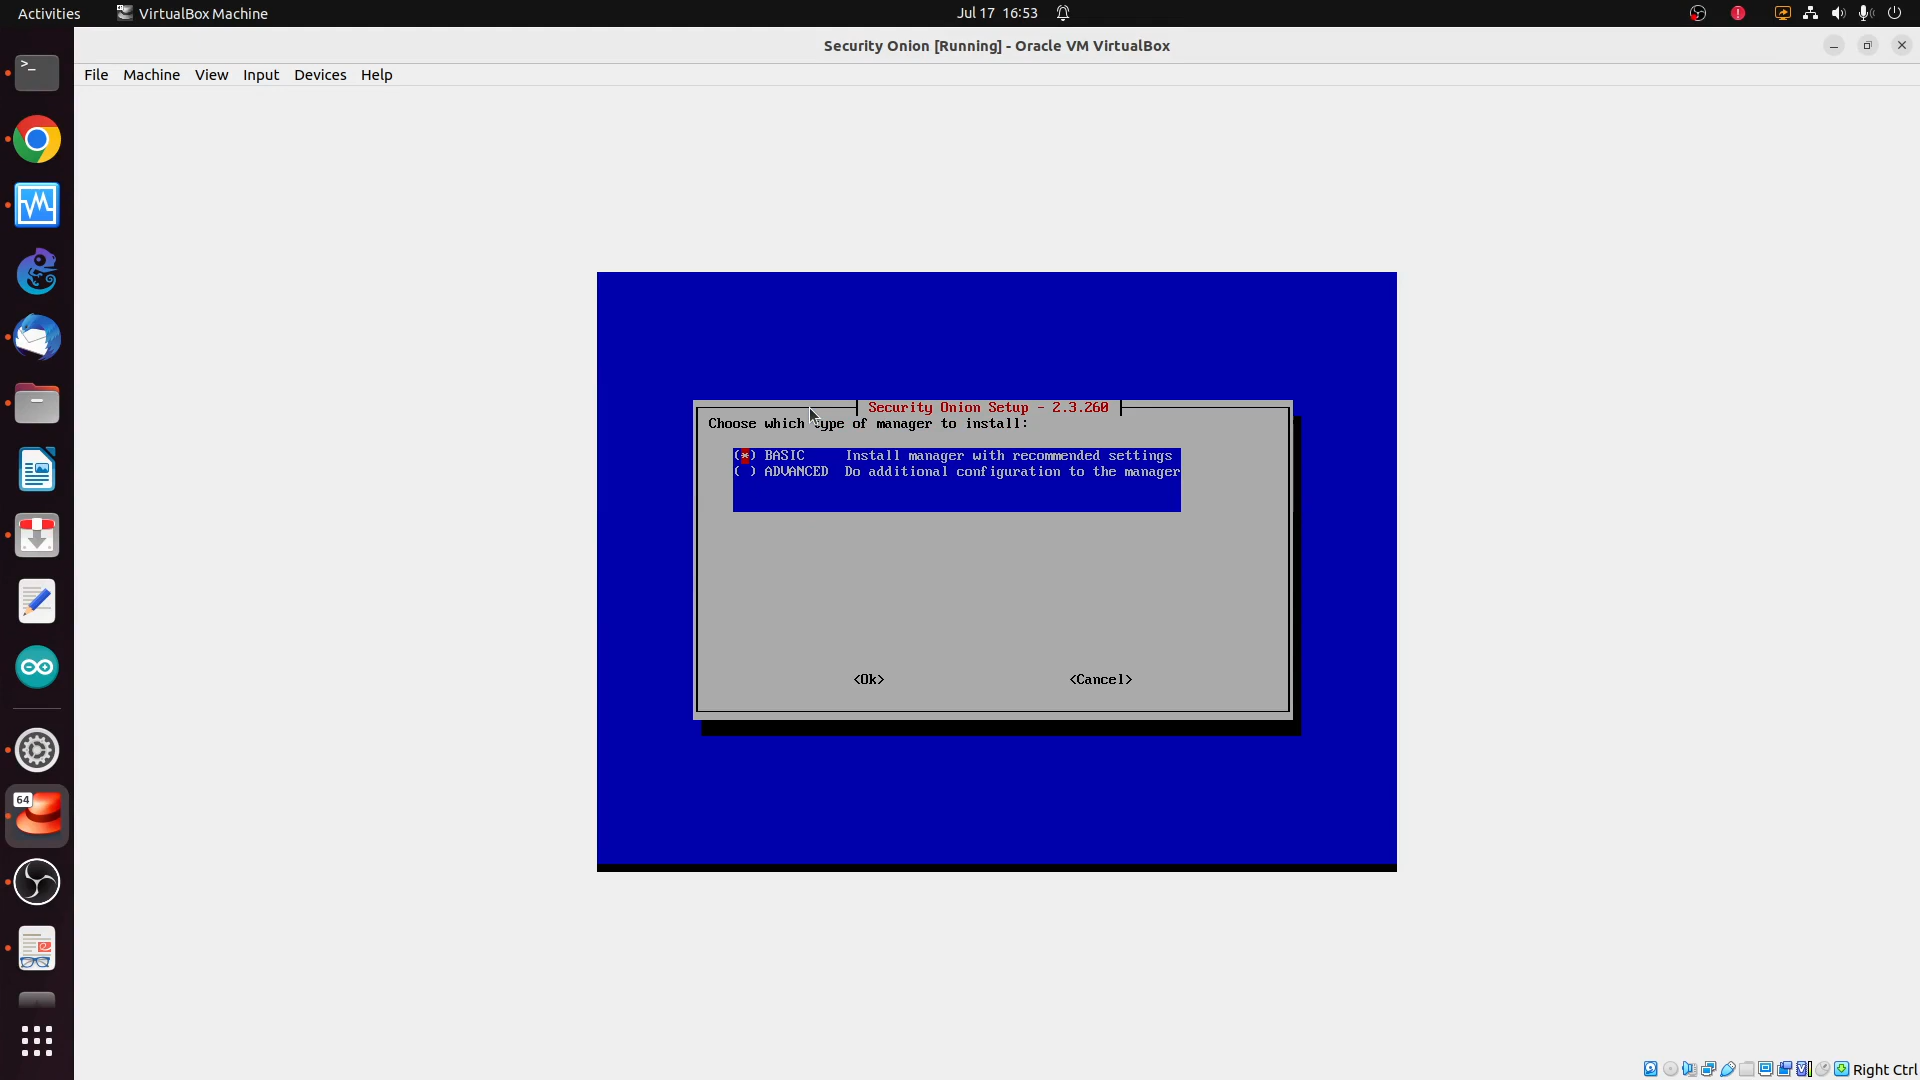 Activities
VirtualBox Machine
Jul 17 16:53
Security Onion [Running] - Oracle VM VirtualBox
File Machine View Input Devices Help
>_
Security Onion Setup - 2.3.260
Choose which type of manager to install:
(*) BASIC Install manager with recommended settings
( ) ADVANCED Do additional configuration to the manager
<Ok> <Cancel>
64
Right Ctrl